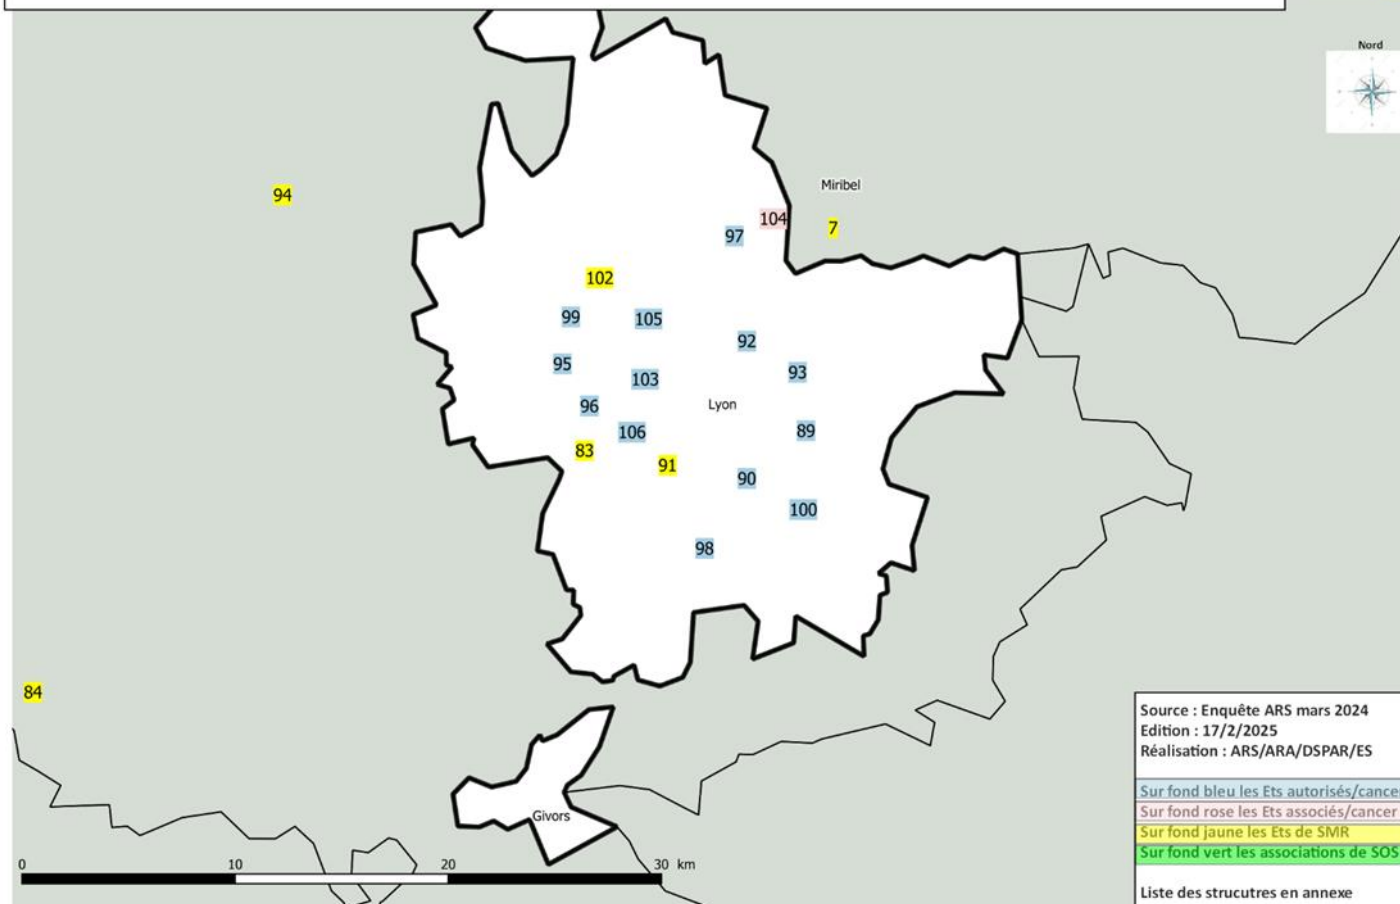 Nord
Miribel
94
104
7
97
102
99
105
92
95
103
93
96
Lyon
106
89
83
91
90
100
98
84
Givors
0 10 20 30 km
Source : Enquête ARS mars 2024
Edition : 17/2/2025
Réalisation : ARS/ARA/DSPAR/ES
Sur fond bleu les Ets autorisés/cancer
Sur fond rose les Ets associés/cancer
Sur fond jaune les Ets de SMR
Sur fond vert les associations de SOS
Liste des strucutres en annexe